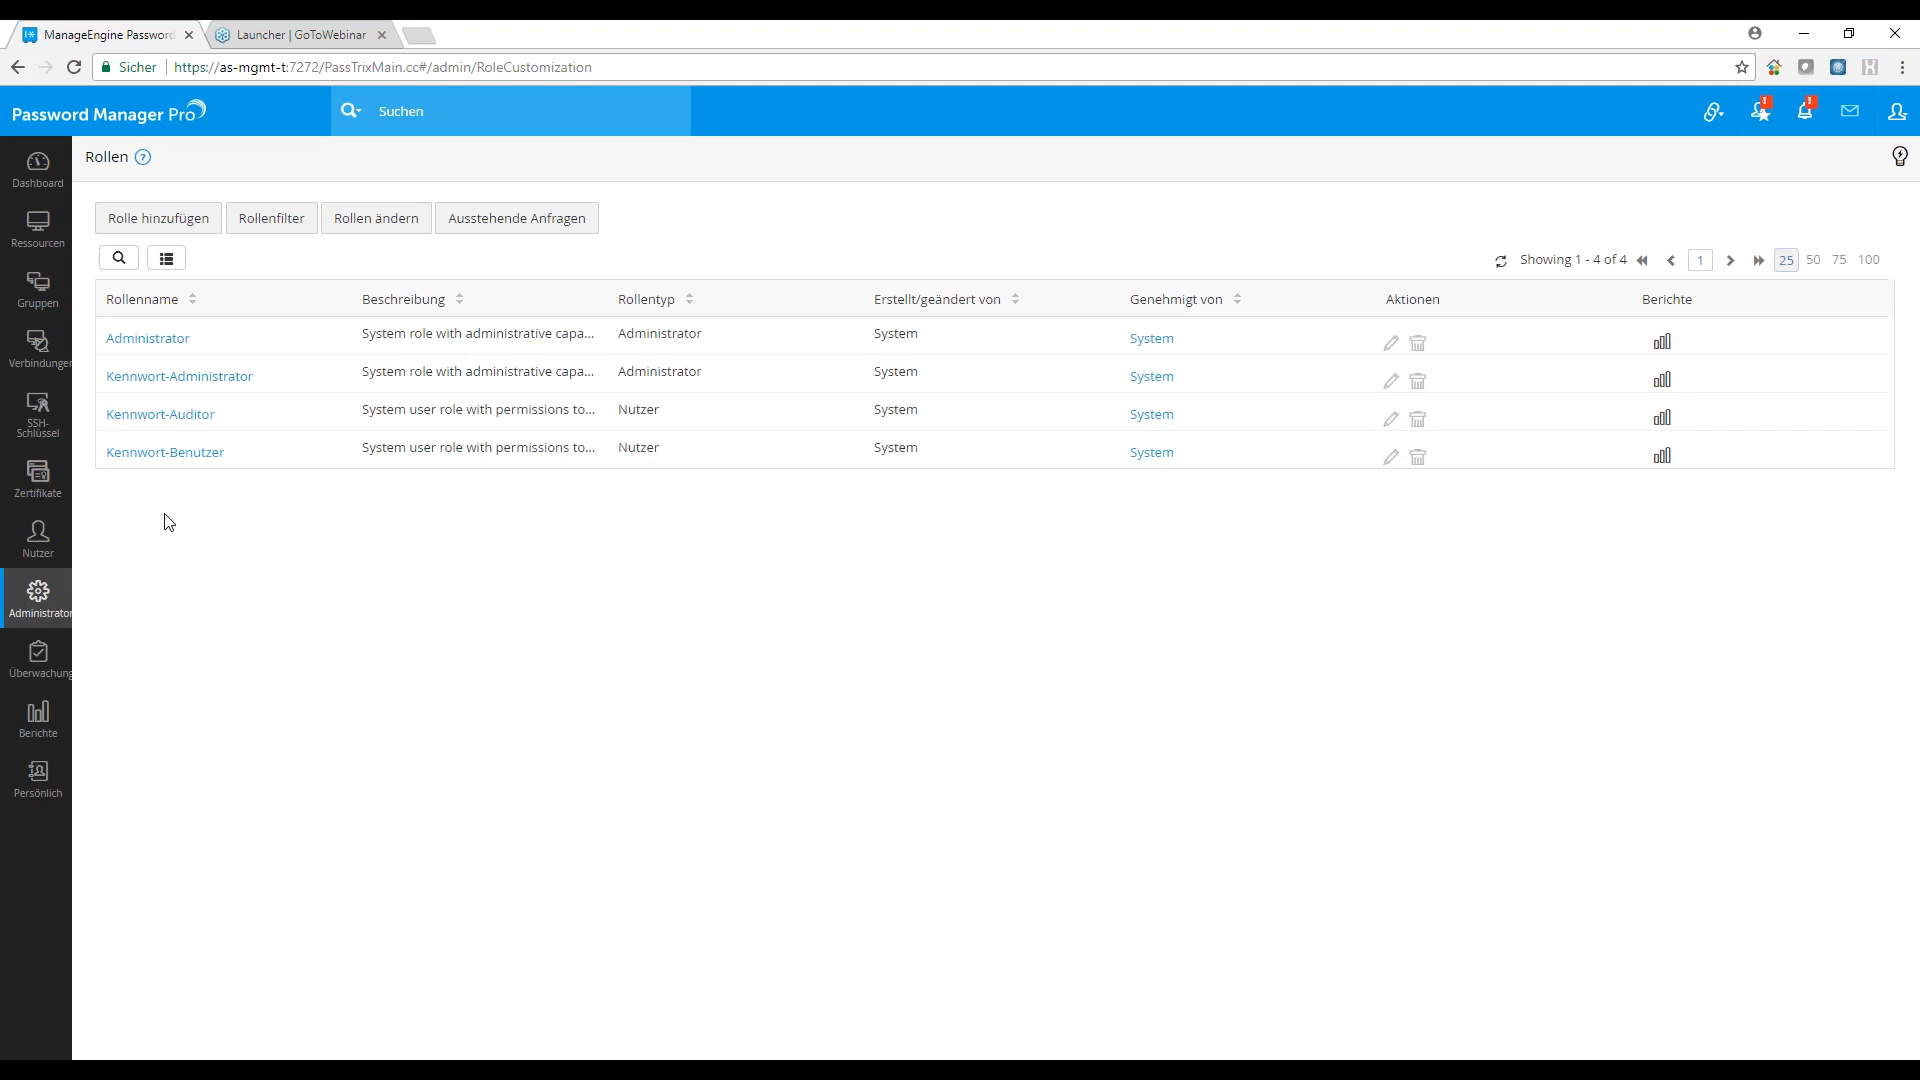 ManageEngine Password
Launcher | GoToWebinar
Sicher
https://as-mgmt-t:7272/PassTrixMain.cc#/admin/RoleCustomization
Password Manager Pro
Suchen
Dashboard
Ressourcen
Gruppen
Verbindungen
SSH-
Schlüssel
Zertifikate
Nutzer
Administrator
Überwachung
Berichte
Persönlich
Rollen ?
Rolle hinzufügen
Rollenfilter
Rollen ändern
Ausstehende Anfragen
Showing 1 - 4 of 4 1 25 50 75 100
Rollenname Beschreibung Rollentyp Erstellt/geändert von Genehmigt von Aktionen Berichte
Administrator System role with administrative capa... Administrator System System
Kennwort-Administrator System role with administrative capa... Administrator System System
Kennwort-Auditor System user role with permissions to... Nutzer System System
Kennwort-Benutzer System user role with permissions to... Nutzer System System